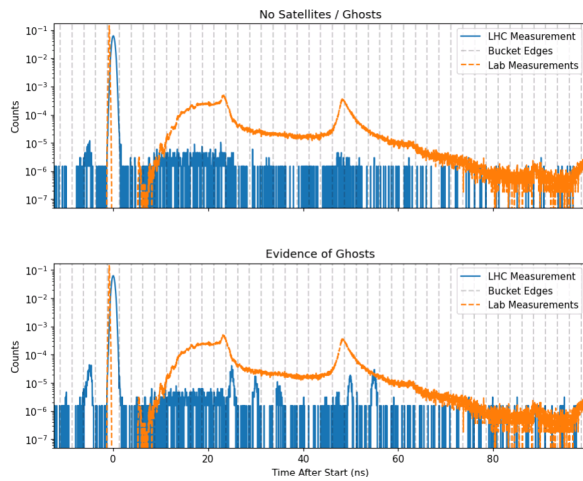 No Satellites / Ghosts
10⁻¹
10⁻²
10⁻³
10⁻⁴
10⁻⁵
10⁻⁶
10⁻⁷
Counts
LHC Measurement
Bucket Edges
Lab Measurements
0
20
40
60
80
Evidence of Ghosts
10⁻¹
10⁻²
10⁻³
10⁻⁴
10⁻⁵
10⁻⁶
10⁻⁷
Counts
LHC Measurement
Bucket Edges
Lab Measurements
0
20
40
60
80
Time After Start (ns)